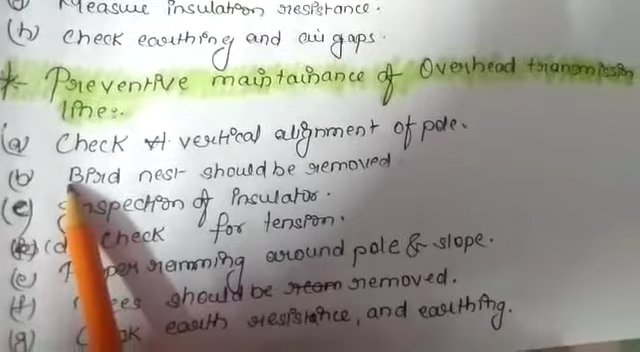 Measure insulation resistance.
(h) Check earthing and air gaps.
* Preventive maintainance of Overhead transmission
line:.
(a) Check vertical alignment of pole.
(b) Bird nest should be removed
(c) Inspection of Insulator.
(d) Check for tension.
(e) remming around pole & slope.
(f) should be removed.
(g) earth resistance, and earthing.